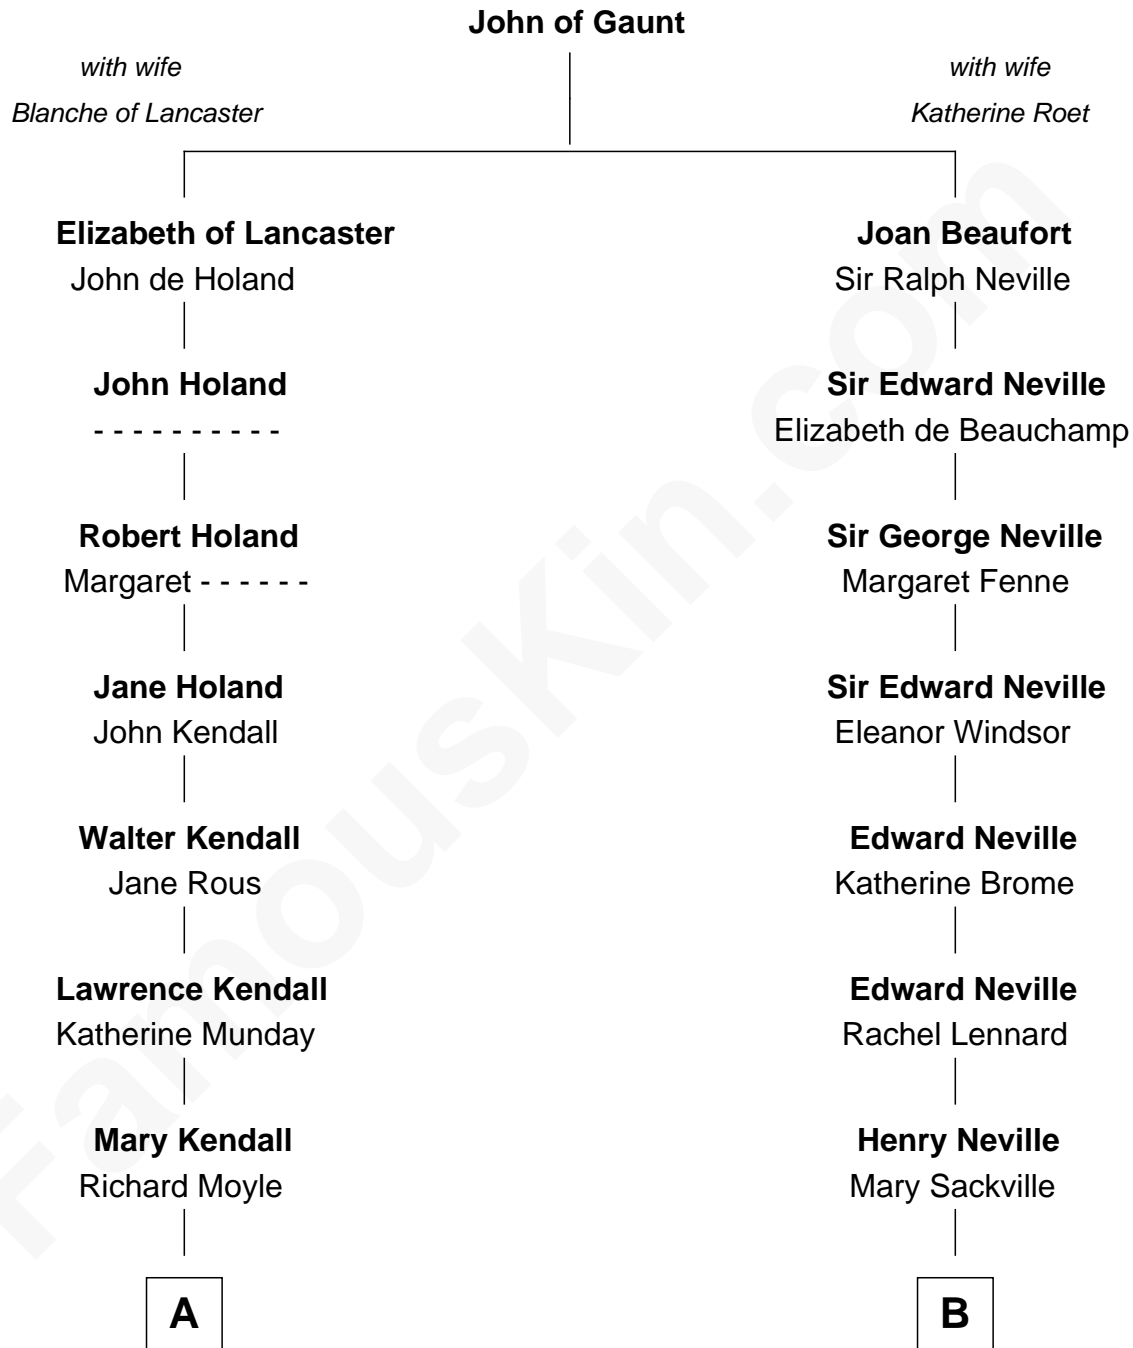 John of Gaunt
with wife
Blanche of Lancaster
with wife
Katherine Roet
Elizabeth of Lancaster
John de Holand
Joan Beaufort
Sir Ralph Neville
John Holand
- - - - - - - - - -
Sir Edward Neville
Elizabeth de Beauchamp
Robert Holand
Margaret - - - - - -
Sir George Neville
Margaret Fenne
Jane Holand
John Kendall
Sir Edward Neville
Eleanor Windsor
Walter Kendall
Jane Rous
Edward Neville
Katherine Brome
Lawrence Kendall
Katherine Munday
Edward Neville
Rachel Lennard
Mary Kendall
Richard Moyle
Henry Neville
Mary Sackville
A
B
FamousKin.com